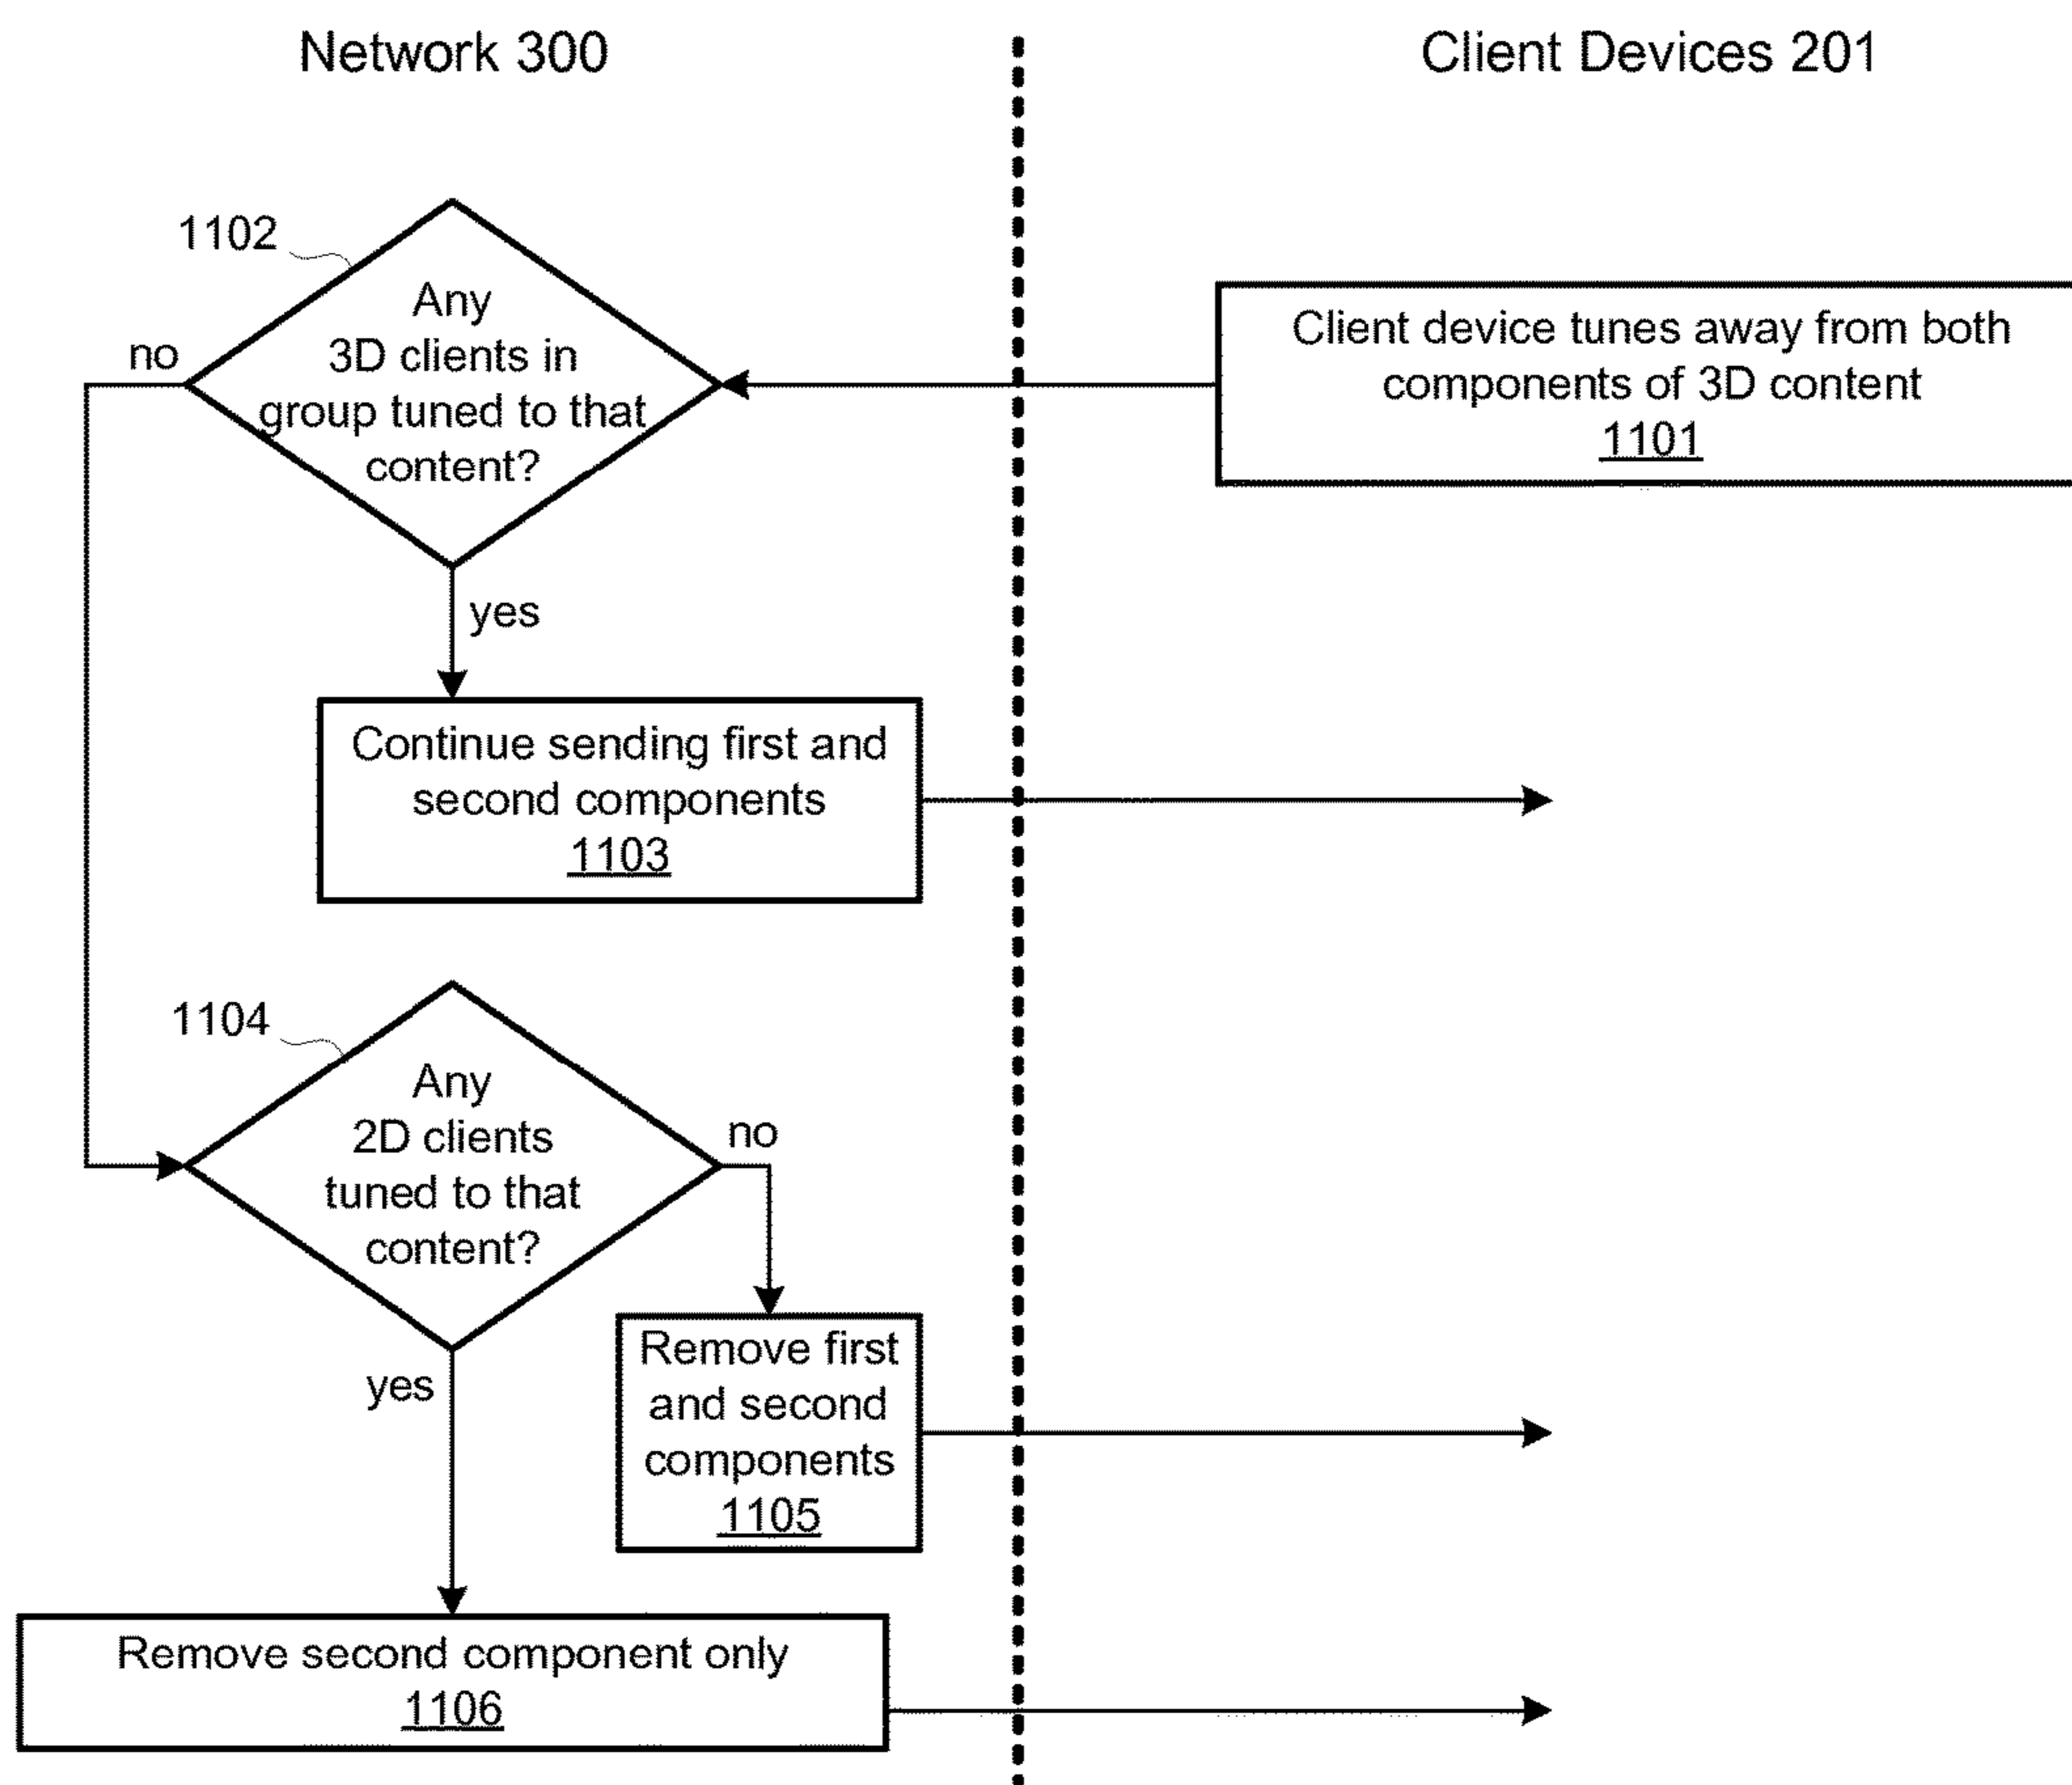 Network 300
Client Devices 201
1102
Any
3D clients in
group tuned to that
content?
no
yes
Client device tunes away from both
components of 3D content
1101
Continue sending first and
second components
1103
1104
Any
2D clients
tuned to that
content?
no
yes
Remove first
and second
components
1105
Remove second component only
1106